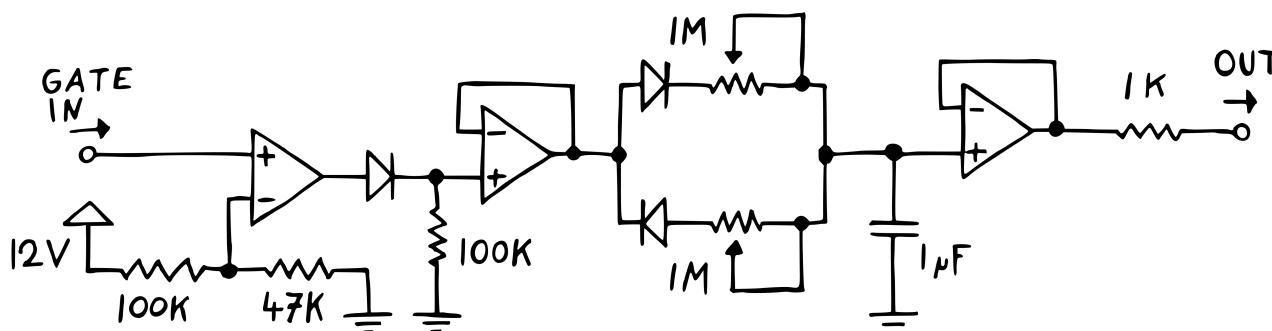 GATE
IN
12V
100K
47K
+
-
100K
-
+
1M
1M
-
+
1µF
1K
OUT